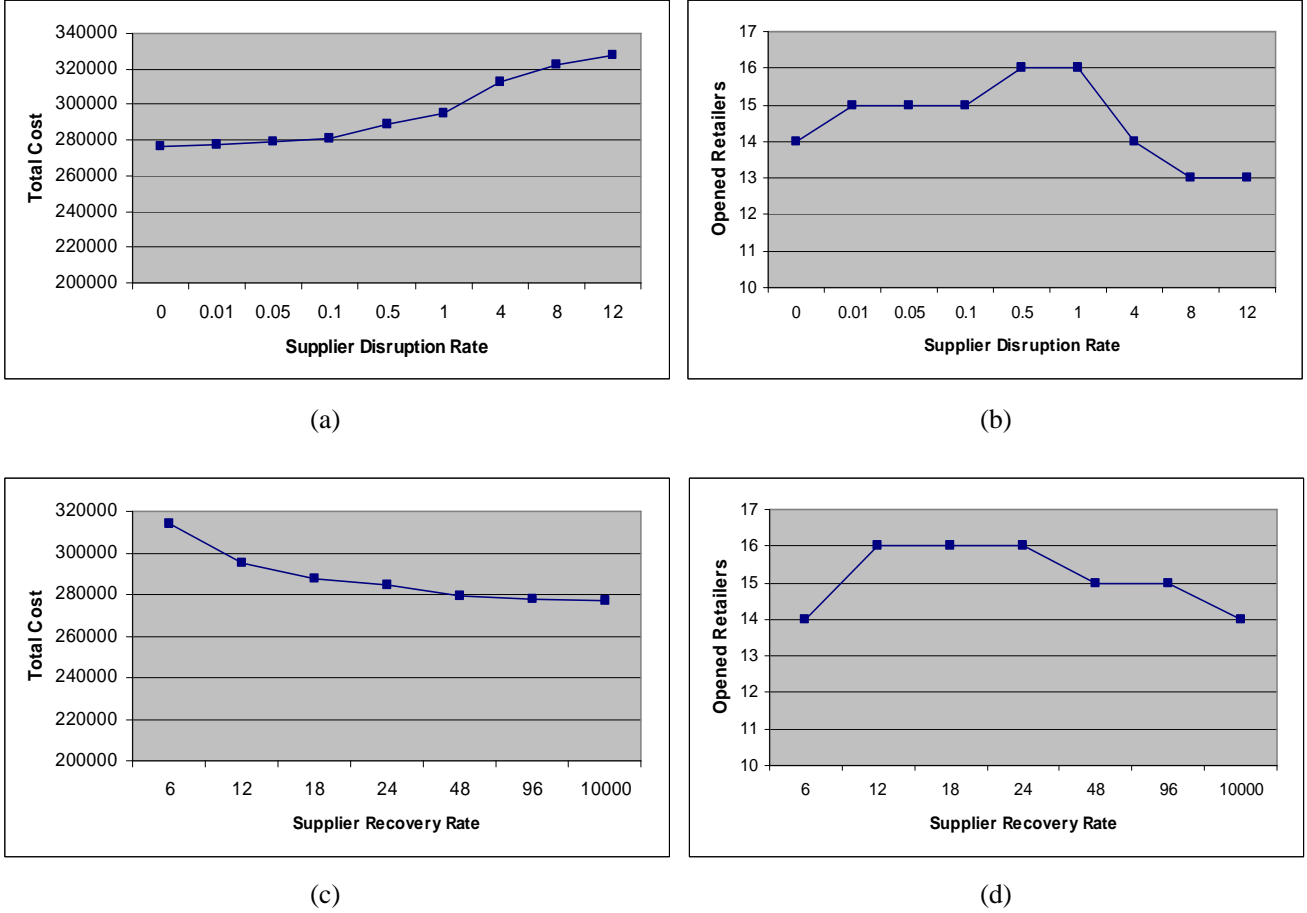 Total Cost
340000
320000
300000
280000
260000
240000
220000
200000
0 0.01 0.05 0.1 0.5 1 4 8 12
Supplier Disruption Rate
(a)
Opened Retailers
17
16
15
14
13
12
11
10
0 0.01 0.05 0.1 0.5 1 4 8 12
Supplier Disruption Rate
(b)
Total Cost
320000
300000
280000
260000
240000
220000
200000
6 12 18 24 48 96 10000
Supplier Recovery Rate
(c)
Opened Retailers
17
16
15
14
13
12
11
10
6 12 18 24 48 96 10000
Supplier Recovery Rate
(d)